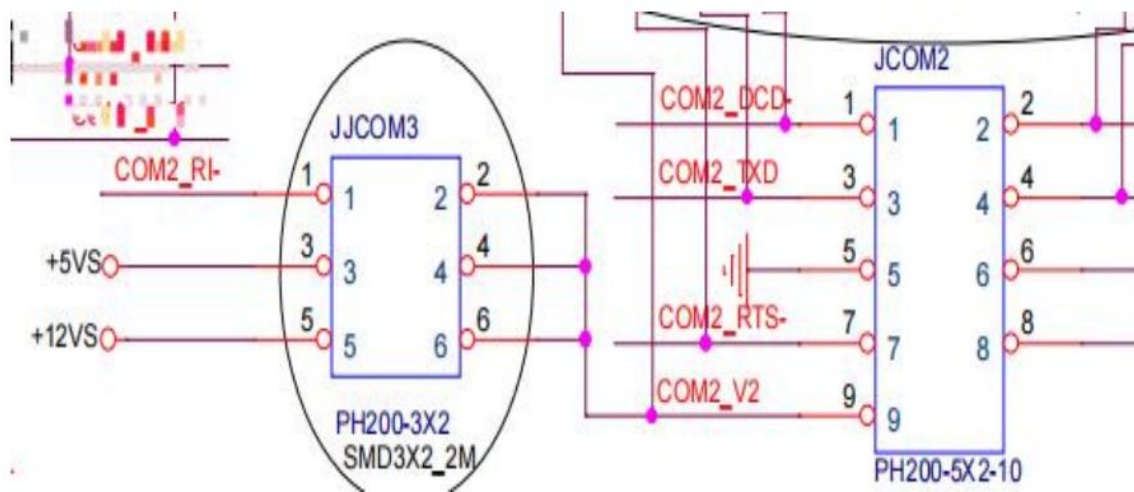 JCOM2
COM2_DCD-
1 1 2 2
JJCOM3
COM2_RI-
1 1 2 2
COM2_TXD
3 3 4 4
+5VS
3 3 4 4
5 5 6 6
+12VS
5 5 6 6
COM2_RTS-
7 7 8 8
COM2_V2
9 9
PH200-3X2
SMD3X2_2M
PH200-5X2-10